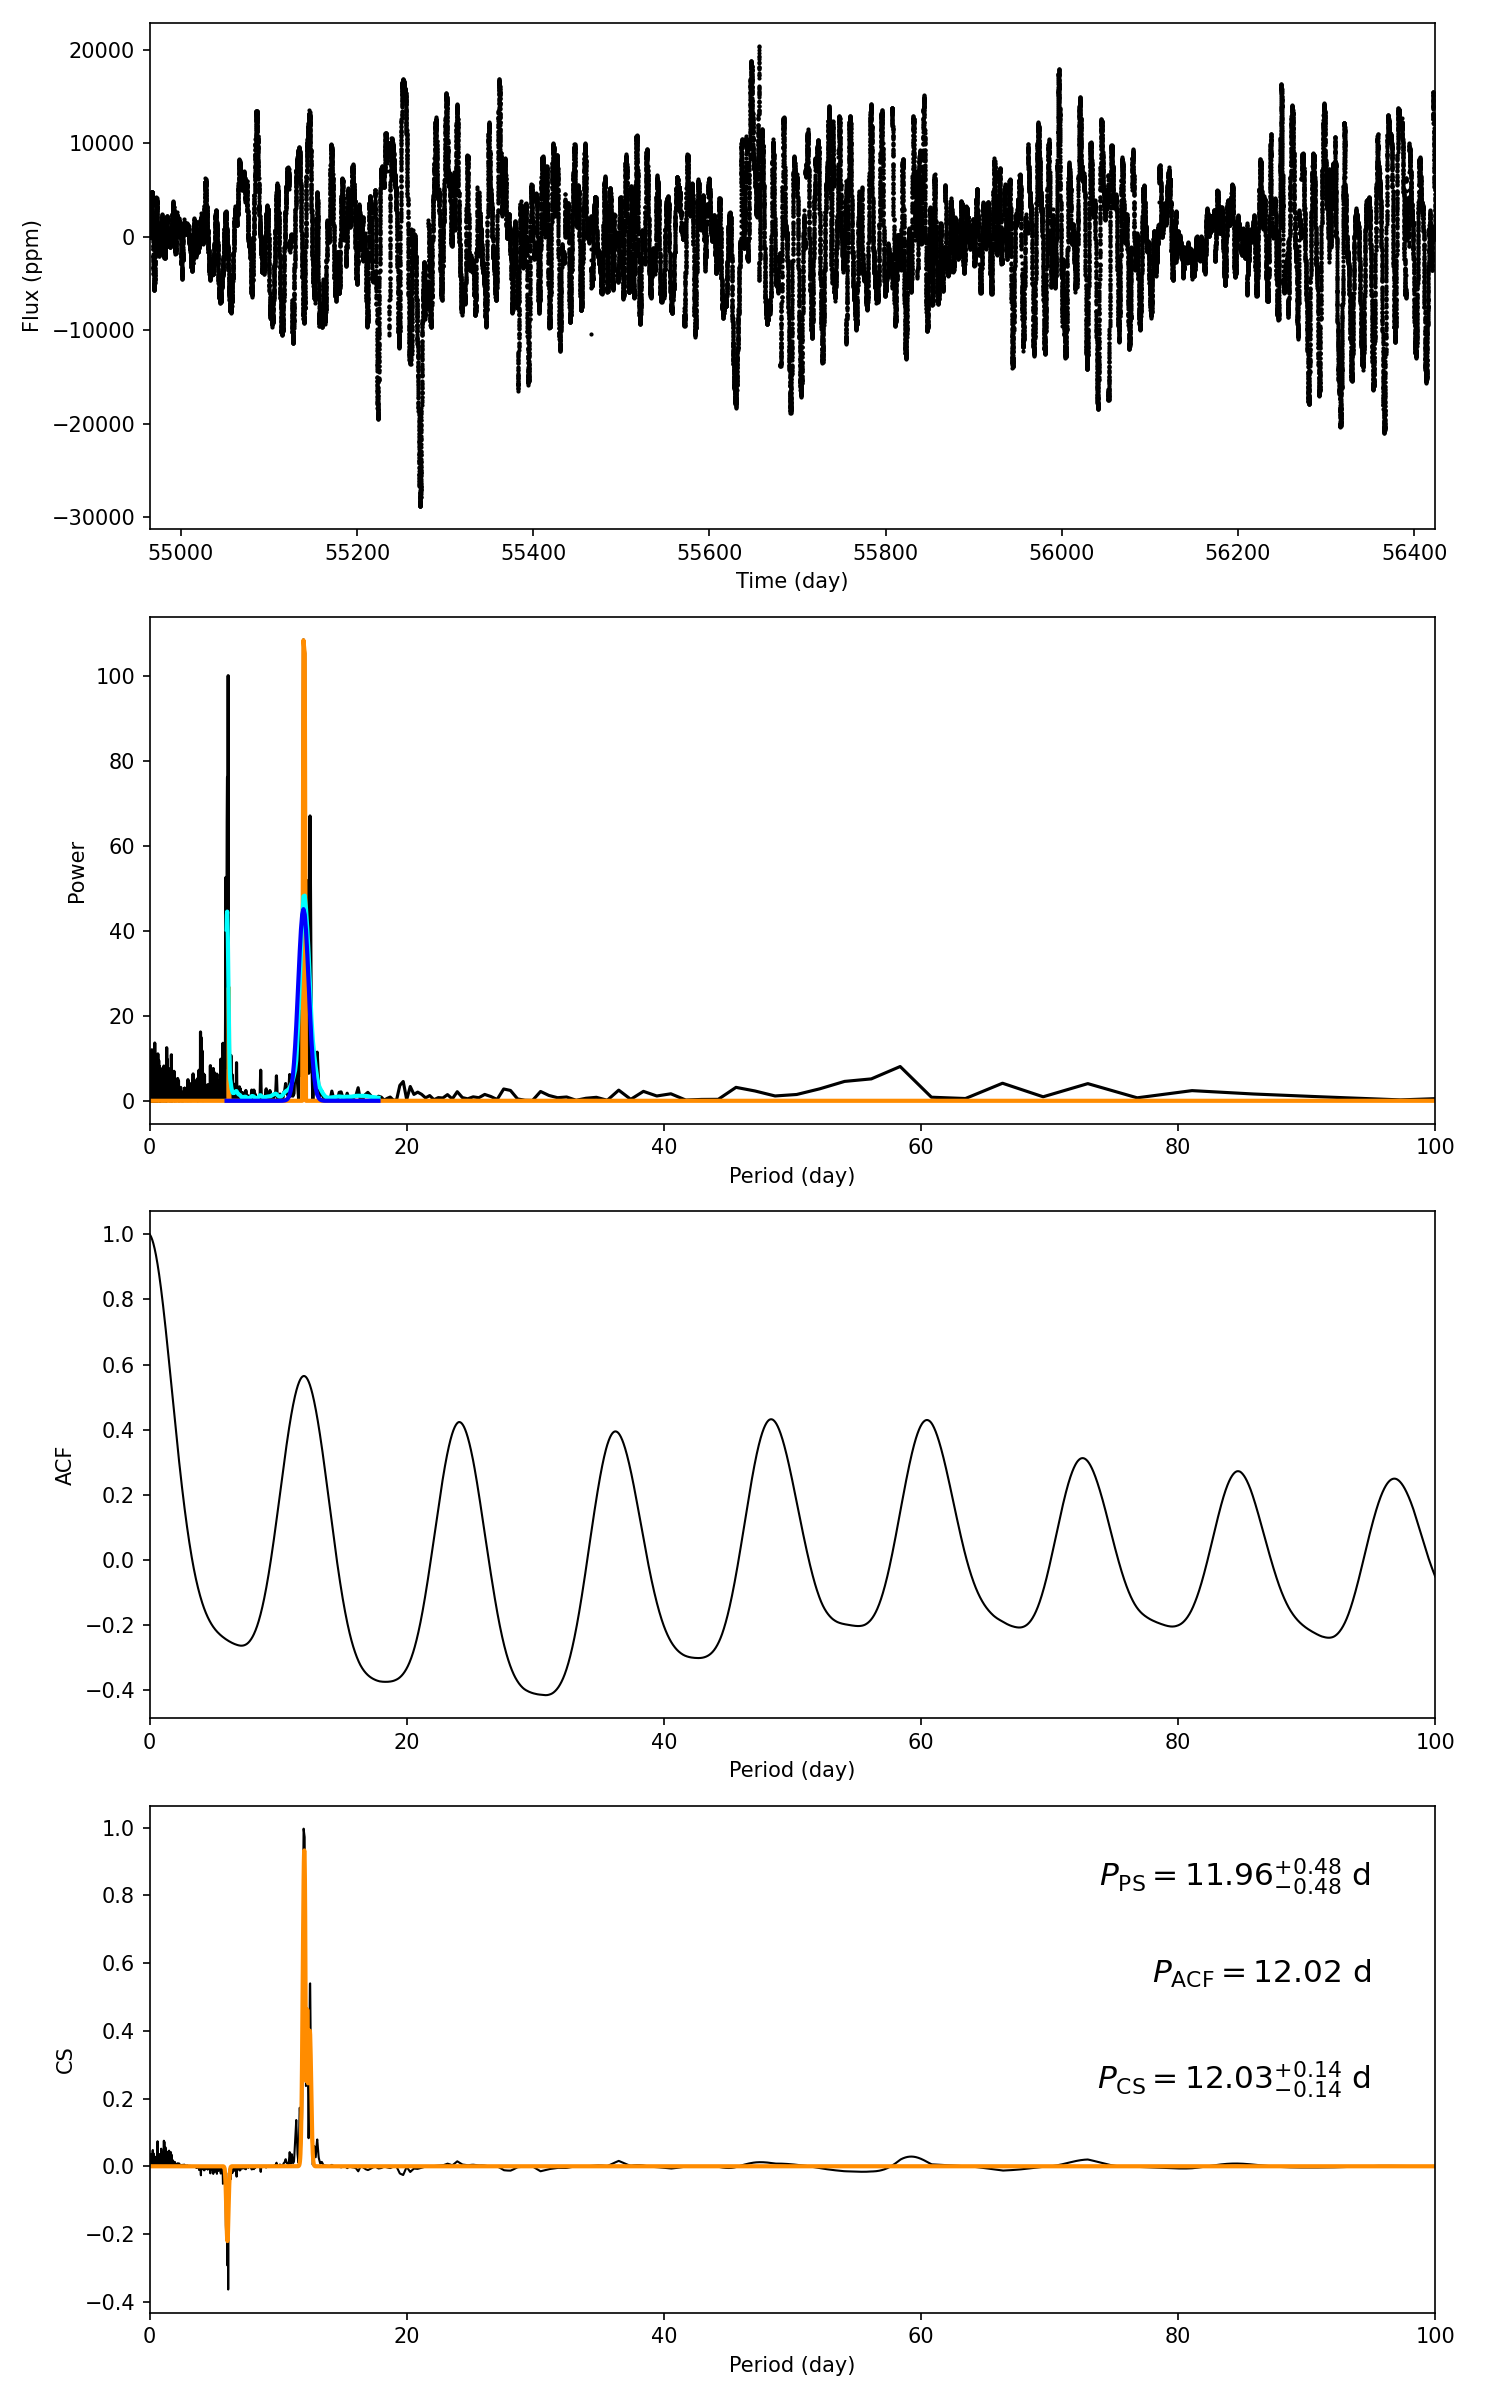 20000
10000
0
−10000
−20000
−30000
Flux (ppm)
55000 55200 55400 55600 55800 56000 56200 56400
Time (day)
100
80
60
40
20
0
Power
0 20 40 60 80 100
Period (day)
1.0
0.8
0.6
0.4
0.2
0.0
−0.2
−0.4
ACF
0 20 40 60 80 100
Period (day)
1.0
0.8
0.6
0.4
0.2
0.0
−0.2
−0.4
CS
P_PS = 11.96^{+0.48}_{−0.48} d
P_ACF = 12.02 d
P_CS = 12.03^{+0.14}_{−0.14} d
0 20 40 60 80 100
Period (day)